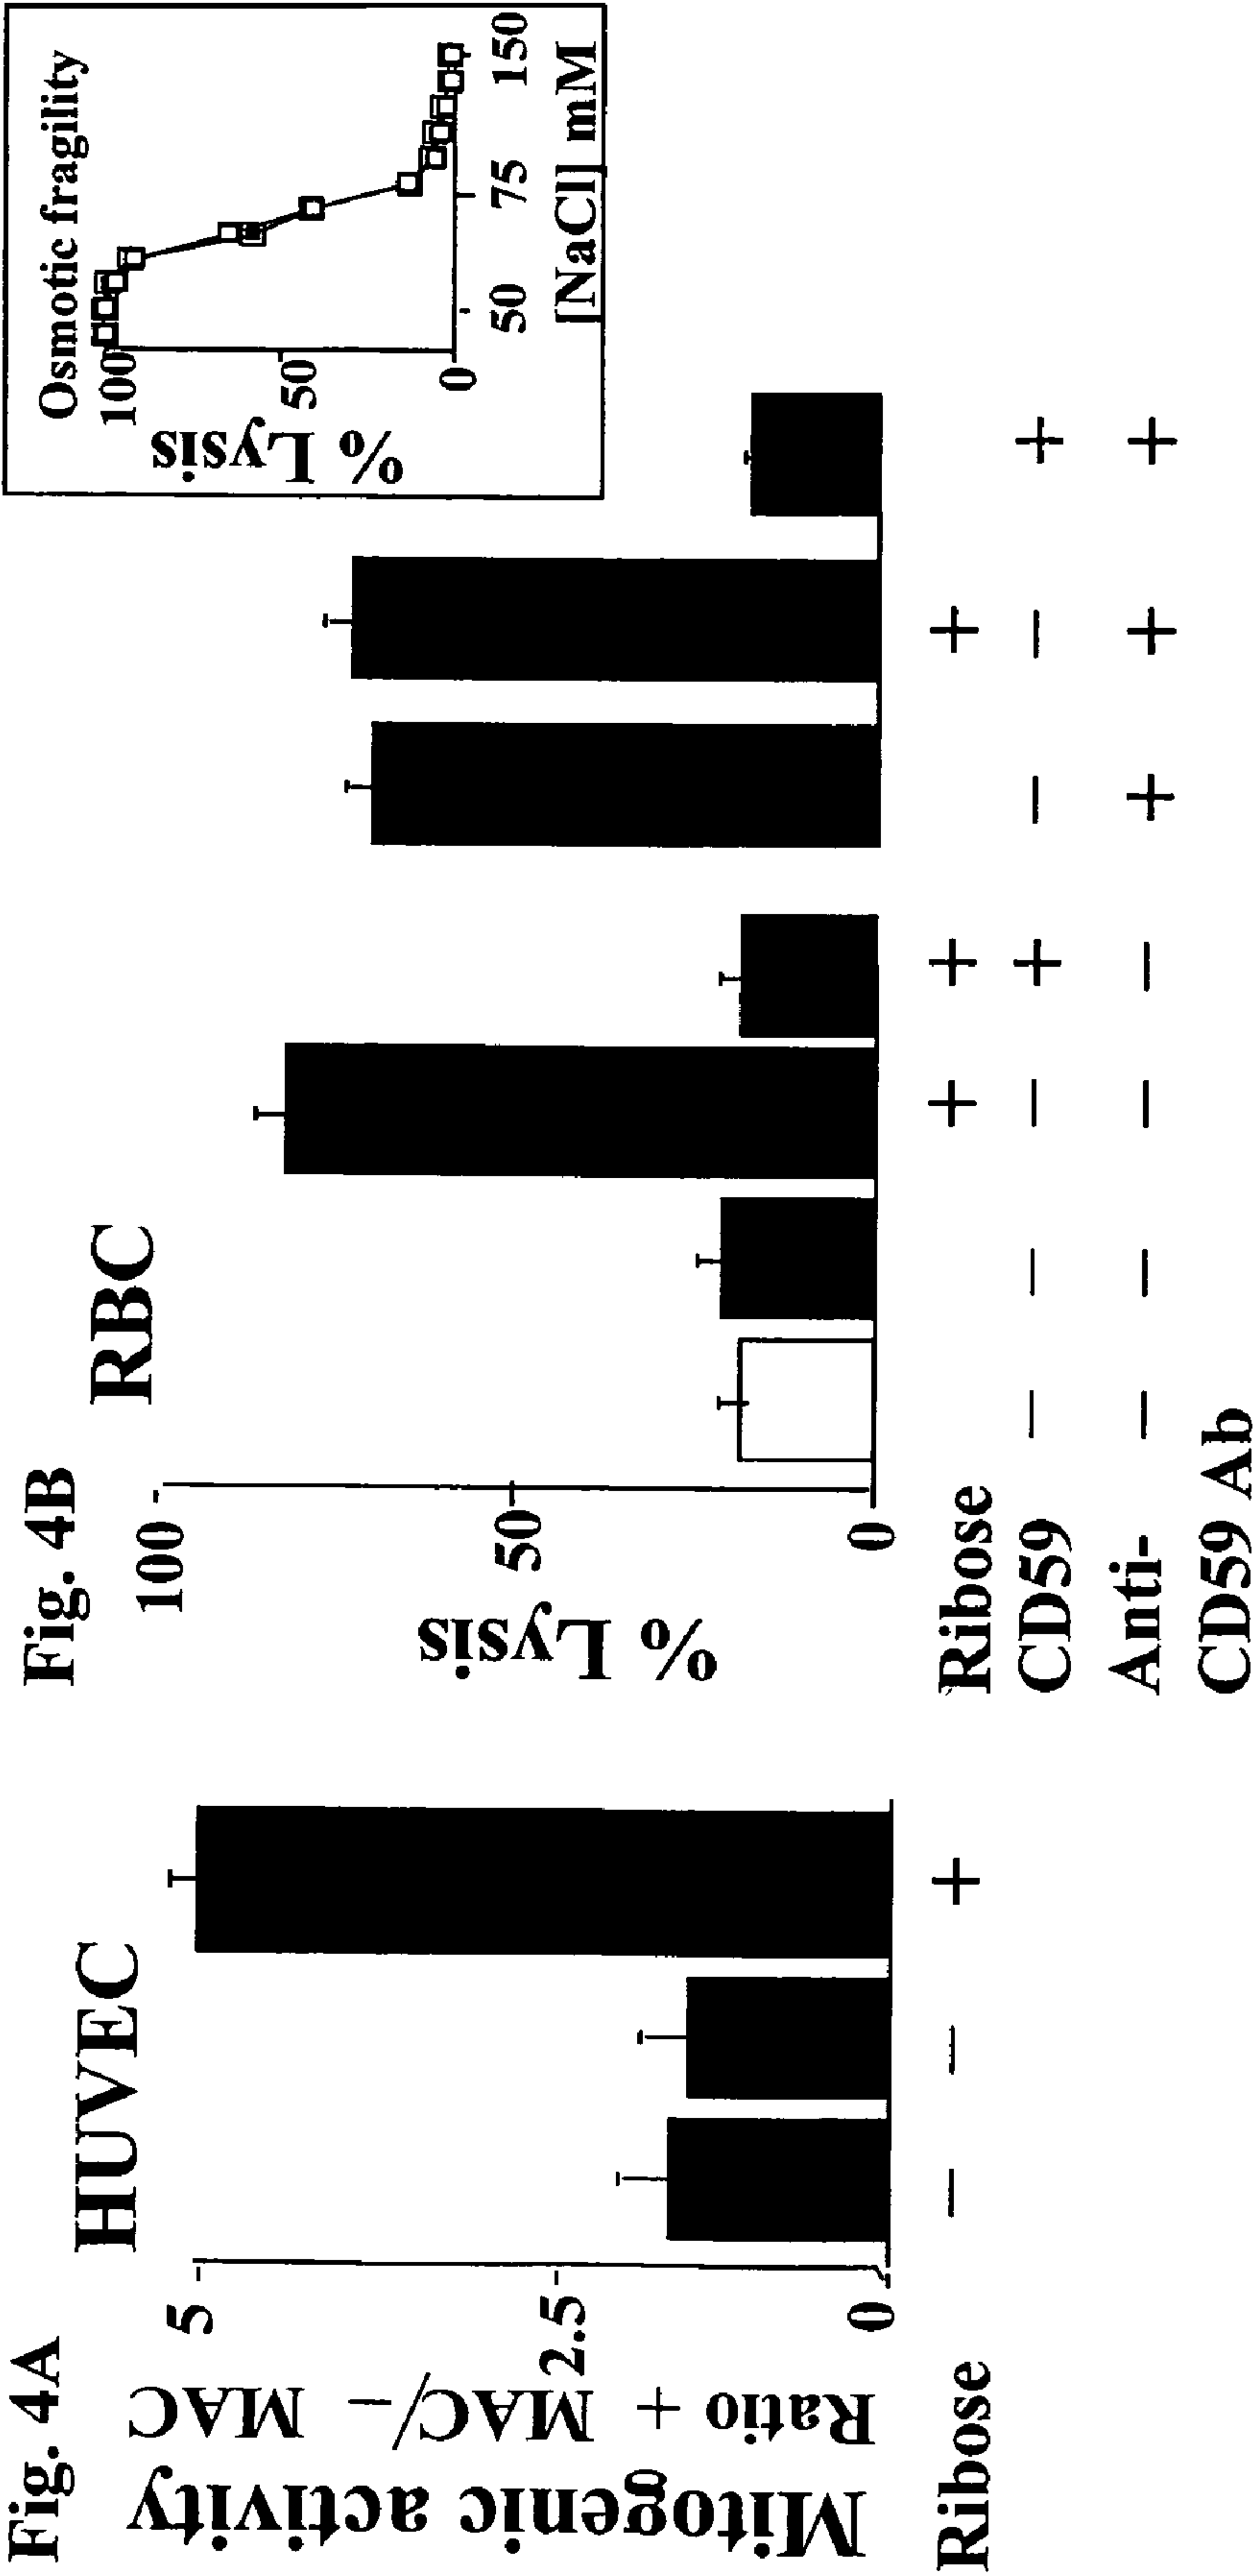 Fig. 4A
HUVEC
Mitogenic activity
Ratio + MAC/− MAC
5
2.5
0
Ribose − − +
Fig. 4B
RBC
% Lysis
100
50
0
Ribose + + +
CD59 − − − + − − +
Anti- − − − − + + +
CD59 Ab
Osmotic fragility
% Lysis
100
50
0
50 75 150
[NaCl] mM